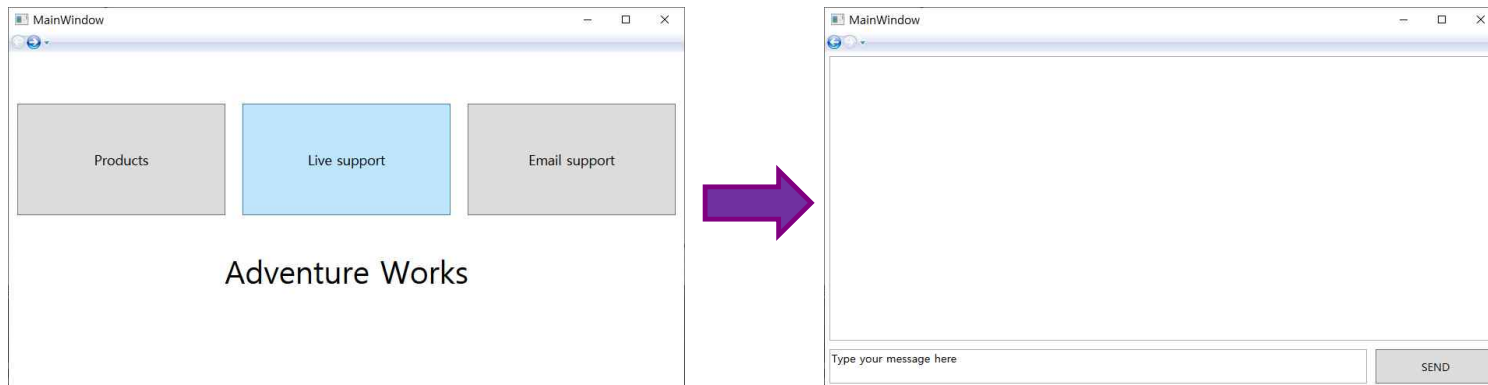 MainWindow
Products
Live support
Email support
Adventure Works
MainWindow
Type your message here
SEND